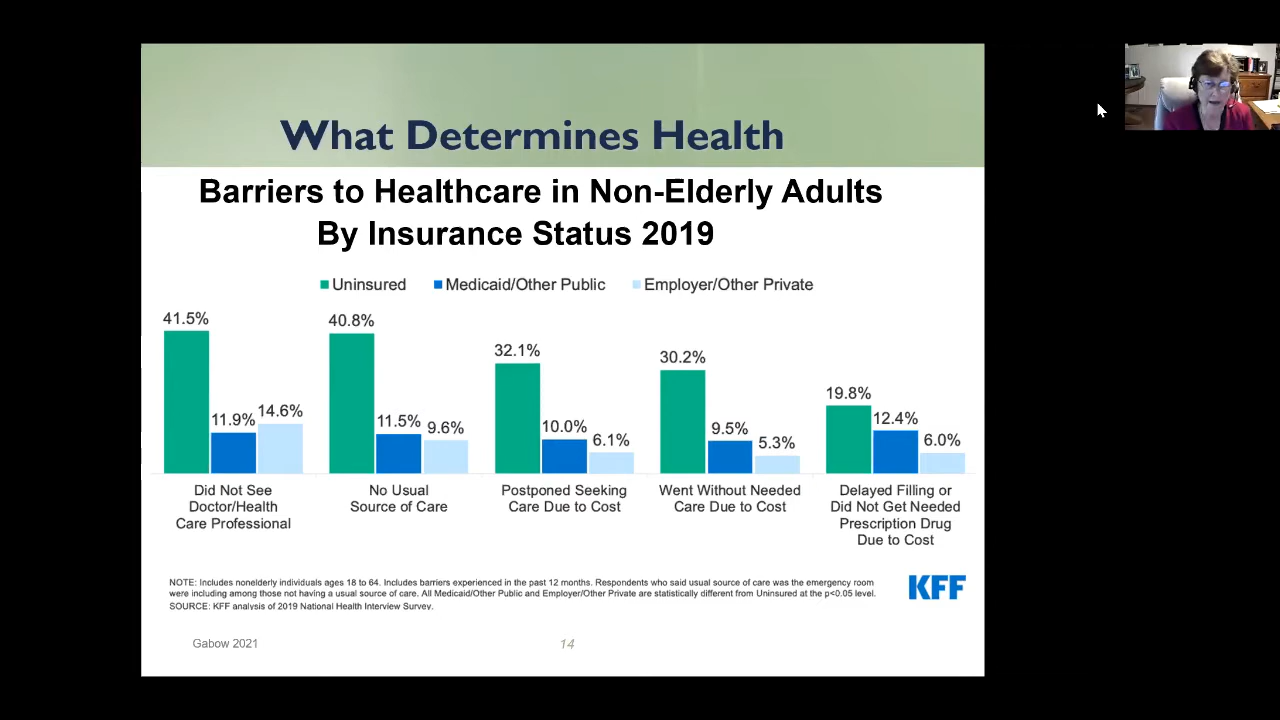 What Determines Health
Barriers to Healthcare in Non-Elderly Adults
By Insurance Status 2019
Uninsured Medicaid/Other Public Employer/Other Private
41.5% 11.9% 14.6%
40.8% 11.5% 9.6%
32.1% 10.0% 6.1%
30.2% 9.5% 5.3%
19.8% 12.4% 6.0%
Did Not See
Doctor/Health
Care Professional
No Usual
Source of Care
Postponed Seeking
Care Due to Cost
Went Without Needed
Care Due to Cost
Delayed Filling or
Did Not Get Needed
Prescription Drug
Due to Cost
NOTE: Includes nonelderly individuals ages 18 to 64. Includes barriers experienced in the past 12 months. Respondents who said usual source of care was the emergency room
were including among those not having a usual source of care. All Medicaid/Other Public and Employer/Other Private are statistically different from Uninsured at the p<0.05 level.
SOURCE: KFF analysis of 2019 National Health Interview Survey.
KFF
Gabow 2021
14